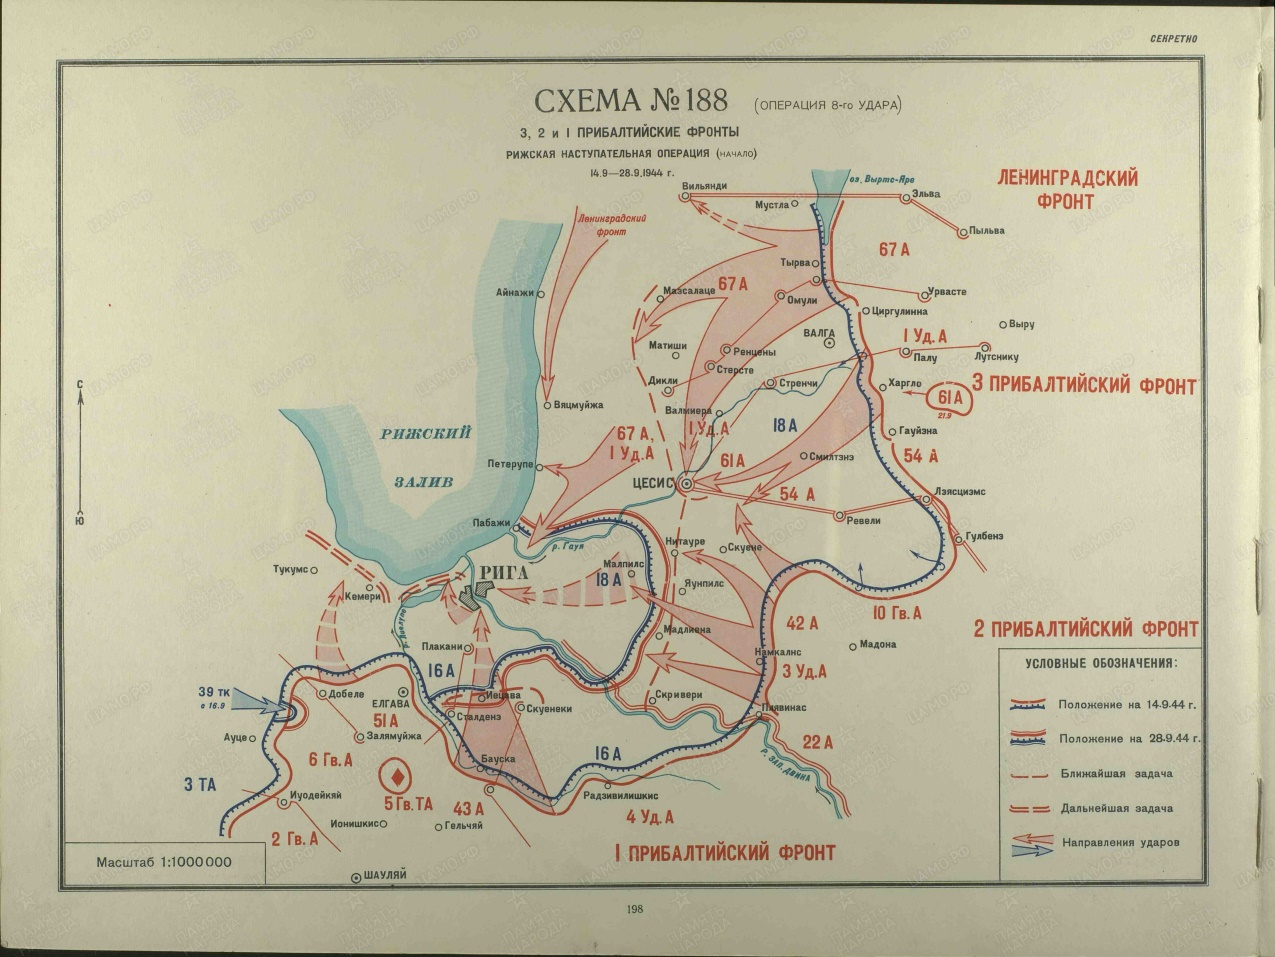 СЕКРЕТНО
СХЕМА №188 (ОПЕРАЦИЯ 8-го УДАРА)
3, 2 и 1 ПРИБАЛТИЙСКИЕ ФРОНТЫ
РИЖСКАЯ НАСТУПАТЕЛЬНАЯ ОПЕРАЦИЯ (НАЧАЛО)
14.9—28.9.1944 г.
ЛЕНИНГРАДСКИЙ
ФРОНТ
оз. Выртс-Ярв
Вильянди
Мустла
Эльва
Пыльва
Ленинградский
фронт
67 А
Тырва
Айнажи
Мазсалаце
67 А
Омули
Урвасте
Циргулинна
Выру
ВАЛГА
1 Уд. А
Матиши
Ренцены
Стерсте
Палу
Лутснику
С
Дикли
Стренчи
Харгло
61 А
21.9
3 ПРИБАЛТИЙСКИЙ ФРОНТ
Вяцмуйжа
Валмиера
РИЖСКИЙ
ЗАЛИВ
67 А,
1 Уд. А
1 Уд. А
18 А
Гауйэна
Петерупе
61 А
Смилтэнэ
54 А
ЦЕСИС
54 А
Лзясцизмс
Ревели
Ю
Пабажи
р. Гауя
Нитауре
Скуене
Гулбенэ
Тукумс
Кемери
РИГА
Малпилс
18 А
Яунпилс
10 Гв. А
р. Лиелупе
Мадлиена
42 А
2 ПРИБАЛТИЙСКИЙ ФРОНТ
Плакани
Намкалнс
Мадона
16 А
3 Уд. А
39 тк
с 16.9
Добеле
ЕЛГАВА
Иецава
Скривери
51 А
Сталденз
Скуенеки
Плявинас
Ауце
Залямуйжа
22 А
6 Гв. А
Бауска
16 А
Р. ЗАП. ДВИНА
3 ТА
5 Гв. ТА
Иуодейкяй
43 А
Радзивилишкис
2 Гв. А
Ионишкис
Гельчяй
4 Уд. А
1 ПРИБАЛТИЙСКИЙ ФРОНТ
Масштаб 1:1000000
ШАУЛЯЙ
УСЛОВНЫЕ ОБОЗНАЧЕНИЯ:
Положение на 14.9.44 г.
Положение на 28.9.44 г.
Ближайшая задача
Дальнейшая задача
Направления ударов
198